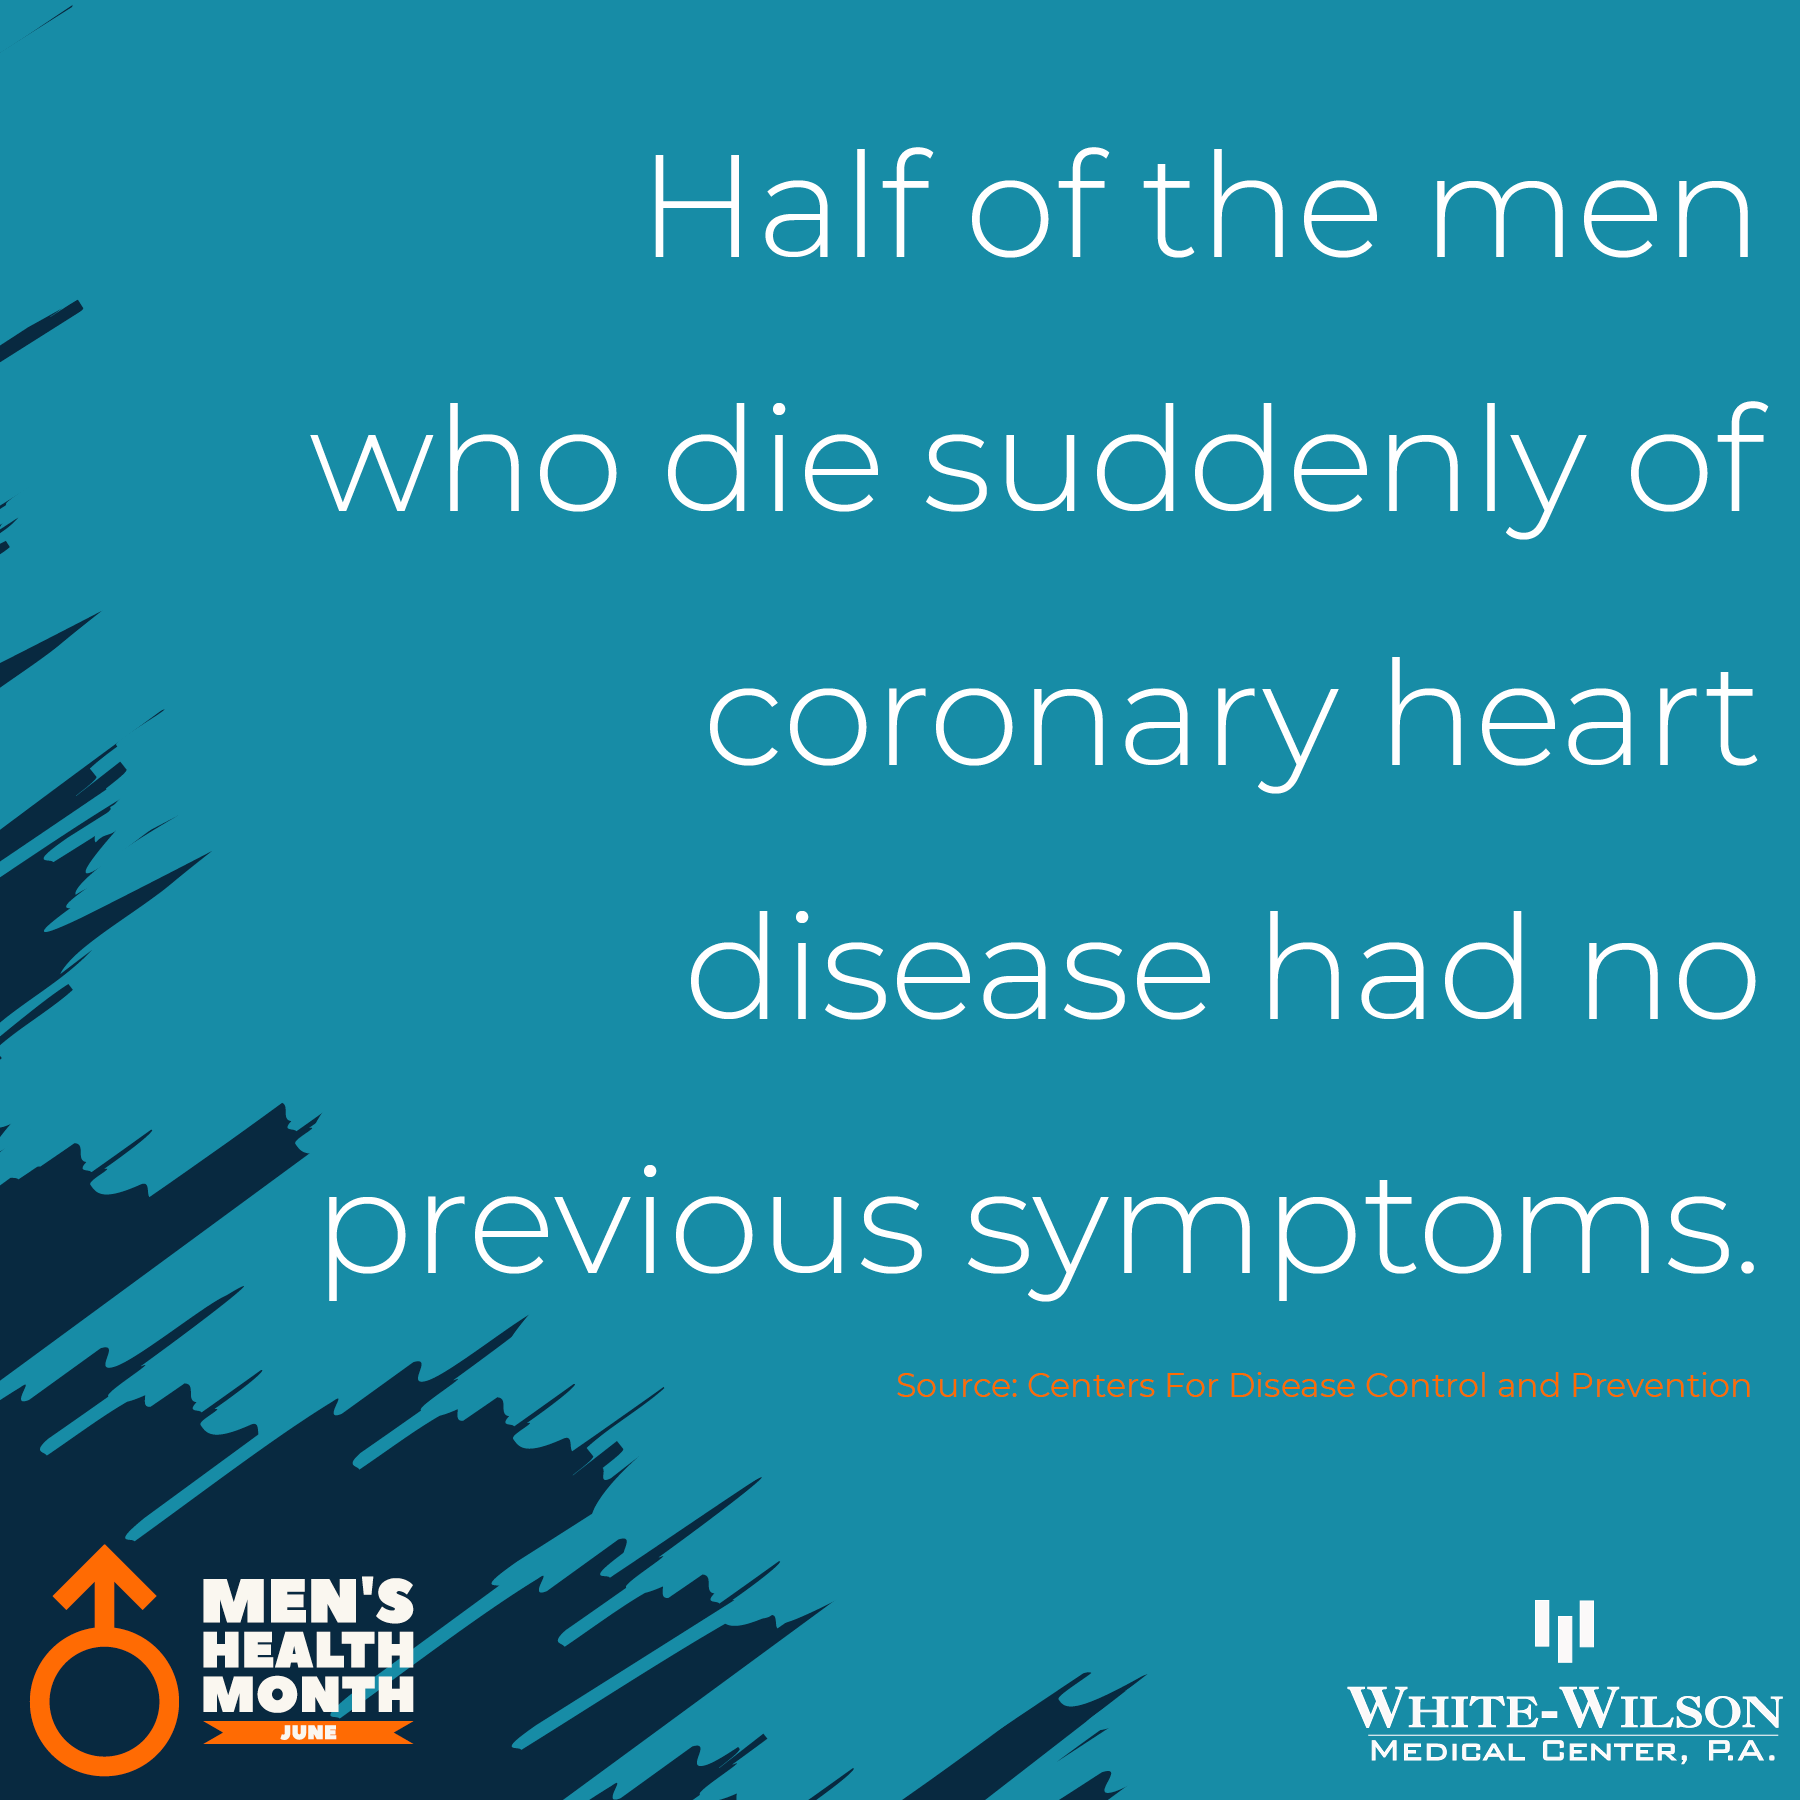 Half of the men
who die suddenly of
coronary heart
disease had no
previous symptoms.
Source: Centers For Disease Control and Prevention
MEN'S
HEALTH
MONTH
JUNE
WHITE-WILSON
MEDICAL CENTER, P.A.